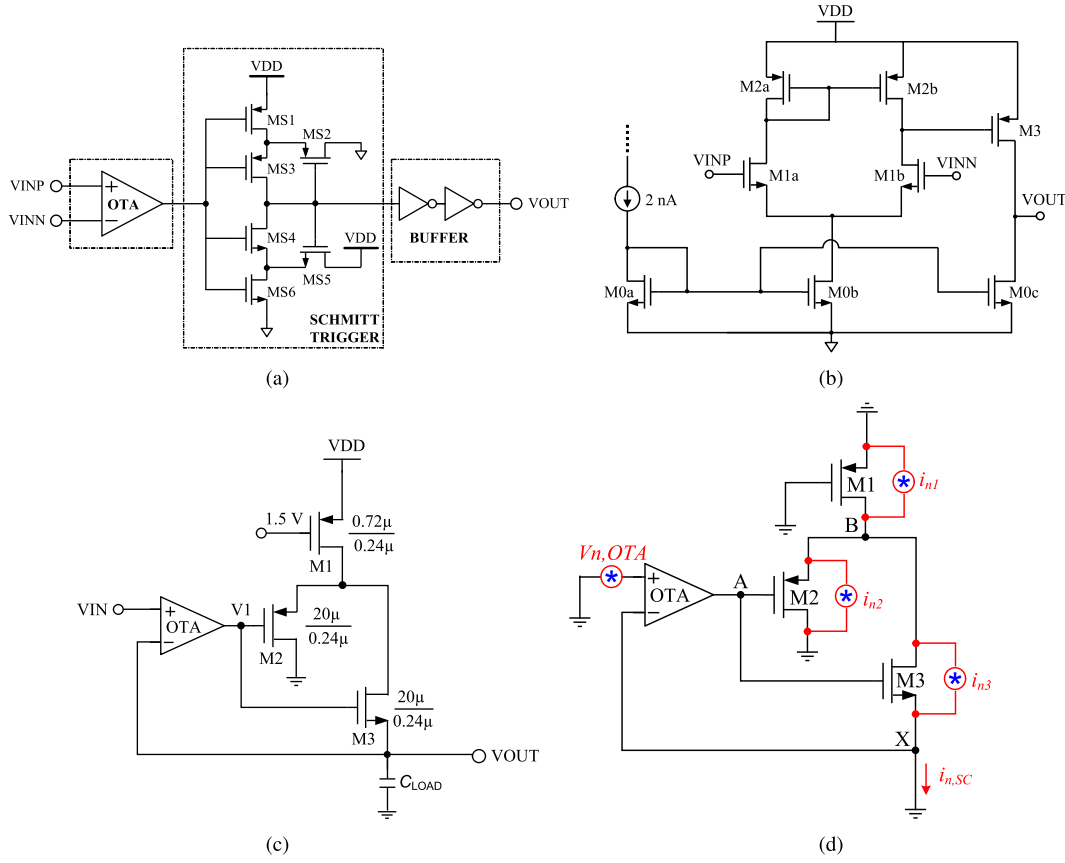 VDD
MS1
MS2
MS3
VINP
+
OTA
VINN
−
VOUT
MS4
VDD
BUFFER
MS5
MS6
SCHMITT
TRIGGER
(a)
VDD
M2a
M2b
M3
VINP
M1a
M1b
VINN
2 nA
VOUT
M0a
M0b
M0c
(b)
VDD
1.5 V
0.72µ
0.24µ
M1
VIN
+
V1
OTA
−
20µ
0.24µ
M2
20µ
0.24µ
M3
VOUT
CLOAD
(c)
M1
*
in1
B
Vn,OTA
*
+
A
OTA
−
M2
*
in2
M3
*
in3
X
in,SC
(d)